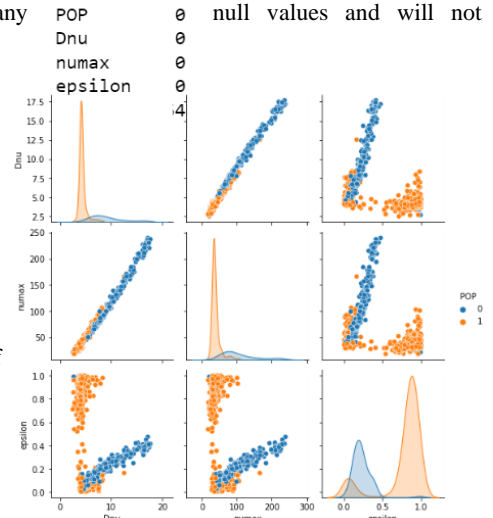 any POP 0 null values and will not
Dnu 0
numax 0
epsilon 0
64
17.5
15.0
12.5
10.0
7.5
5.0
2.5
Dnu
250
200
150
100
50
numax
POP
0
1
1.0
0.8
0.6
0.4
0.2
0.0
epsilon
0 10 20
0 100 200 300
0.0 0.5 1.0
Dnu numax epsilon